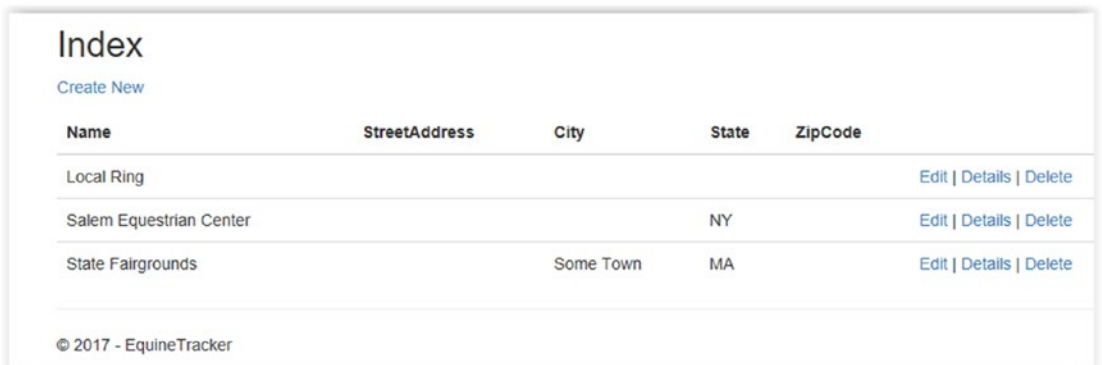 Index
Create New
Name StreetAddress City State ZipCode
Local Ring Edit | Details | Delete
Salem Equestrian Center NY Edit | Details | Delete
State Fairgrounds Some Town MA Edit | Details | Delete
© 2017 - EquineTracker